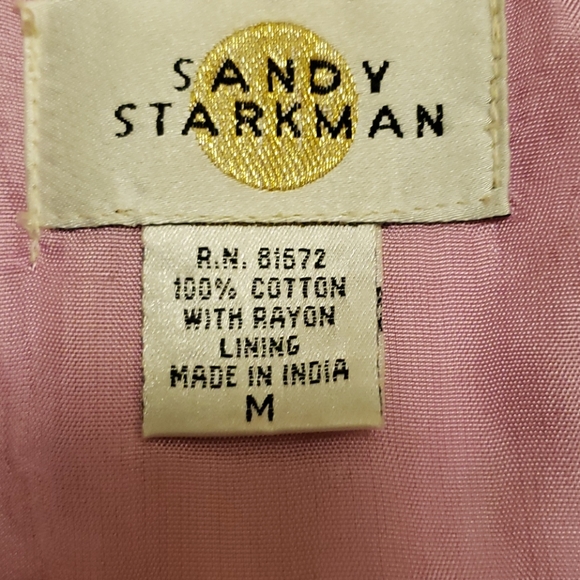 SANDY
STARKMAN
R.N. 81572
100% COTTON
WITH RAYON
LINING
MADE IN INDIA
M